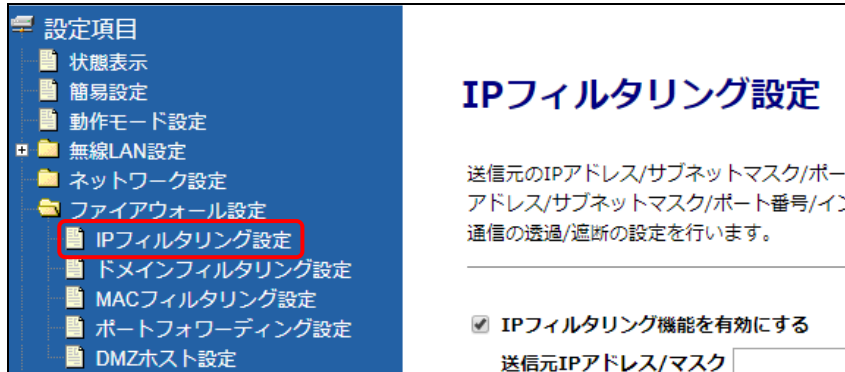 設定項目
状態表示
簡易設定
動作モード設定
無線LAN設定
ネットワーク設定
ファイアウォール設定
IPフィルタリング設定
ドメインフィルタリング設定
MACフィルタリング設定
ポートフォワーディング設定
DMZホスト設定
IPフィルタリング設定
送信元のIPアドレス/サブネットマスク/ポー
アドレス/サブネットマスク/ポート番号/イン
通信の透過/遮断の設定を行います。
IPフィルタリング機能を有効にする
送信元IPアドレス/マスク